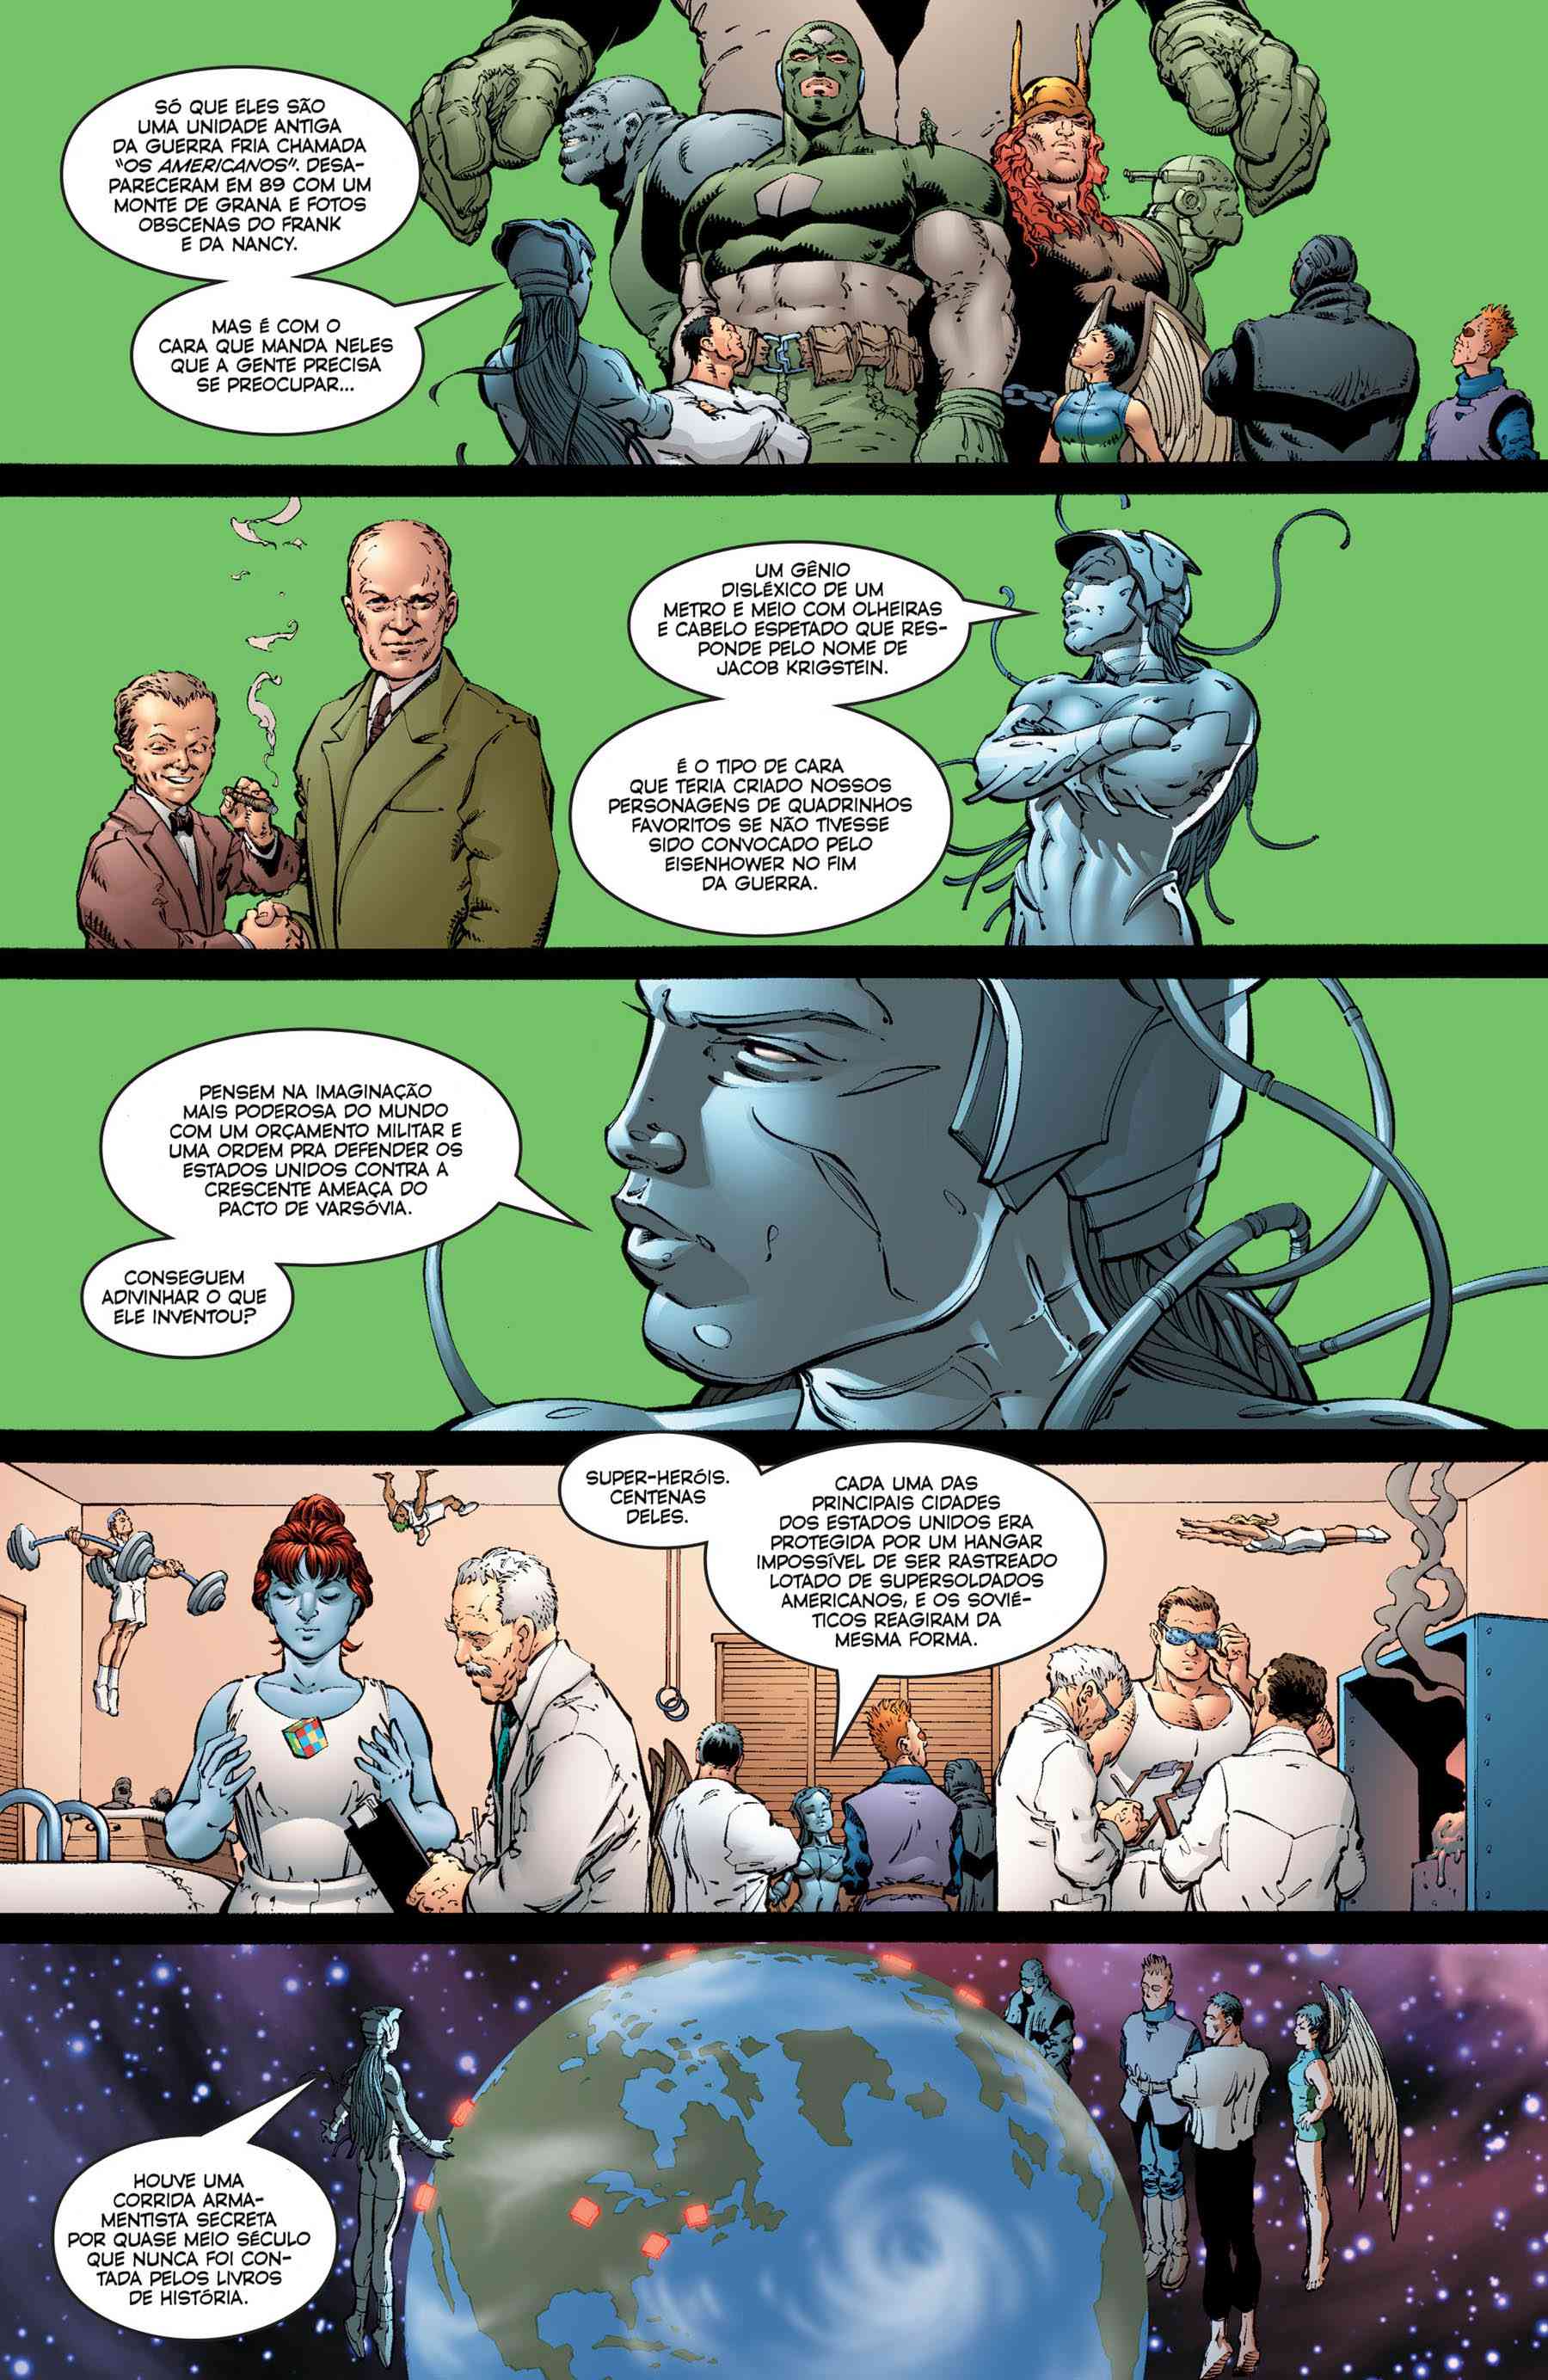 SÓ QUE ELES SÃO
UMA UNIDADE ANTIGA
DA GUERRA FRIA CHAMADA
"OS AMERICANOS". DESA-
PARECERAM EM 89 COM UM
MONTE DE GRANA E FOTOS
OBSCENAS DO FRANK
E DA NANCY.
MAS É COM O
CARA QUE MANDA NELES
QUE A GENTE PRECISA
SE PREOCUPAR...
UM GÊNIO
DISLÉXICO DE UM
METRO E MEIO COM OLHEIRAS
E CABELO ESPETADO QUE RES-
PONDE PELO NOME DE
JACOB KRIGSTEIN.
É O TIPO DE CARA
QUE TERIA CRIADO NOSSOS
PERSONAGENS DE QUADRINHOS
FAVORITOS SE NÃO TIVESSE
SIDO CONVOCADO PELO
EISENHOWER NO FIM
DA GUERRA.
PENSEM NA IMAGINAÇÃO
MAIS PODEROSA DO MUNDO
COM UM ORÇAMENTO MILITAR E
UMA ORDEM PRA DEFENDER OS
ESTADOS UNIDOS CONTRA A
CRESCENTE AMEAÇA DO
PACTO DE VARSÓVIA.
CONSEGUEM
ADIVINHAR O QUE
ELE INVENTOU?
SUPER-HERÓIS.
CENTENAS
DELES.
CADA UMA DAS
PRINCIPAIS CIDADES
DOS ESTADOS UNIDOS ERA
PROTEGIDA POR UM HANGAR
IMPOSSÍVEL DE SER RASTREADO
LOTADO DE SUPERSOLDADOS
AMERICANOS, E OS SOVIÉ-
TICOS REAGIRAM DA
MESMA FORMA.
HOUVE UMA
CORRIDA ARMA-
MENTISTA SECRETA
POR QUASE MEIO SÉCULO
QUE NUNCA FOI CON-
TADA PELOS LIVROS
DE HISTÓRIA.